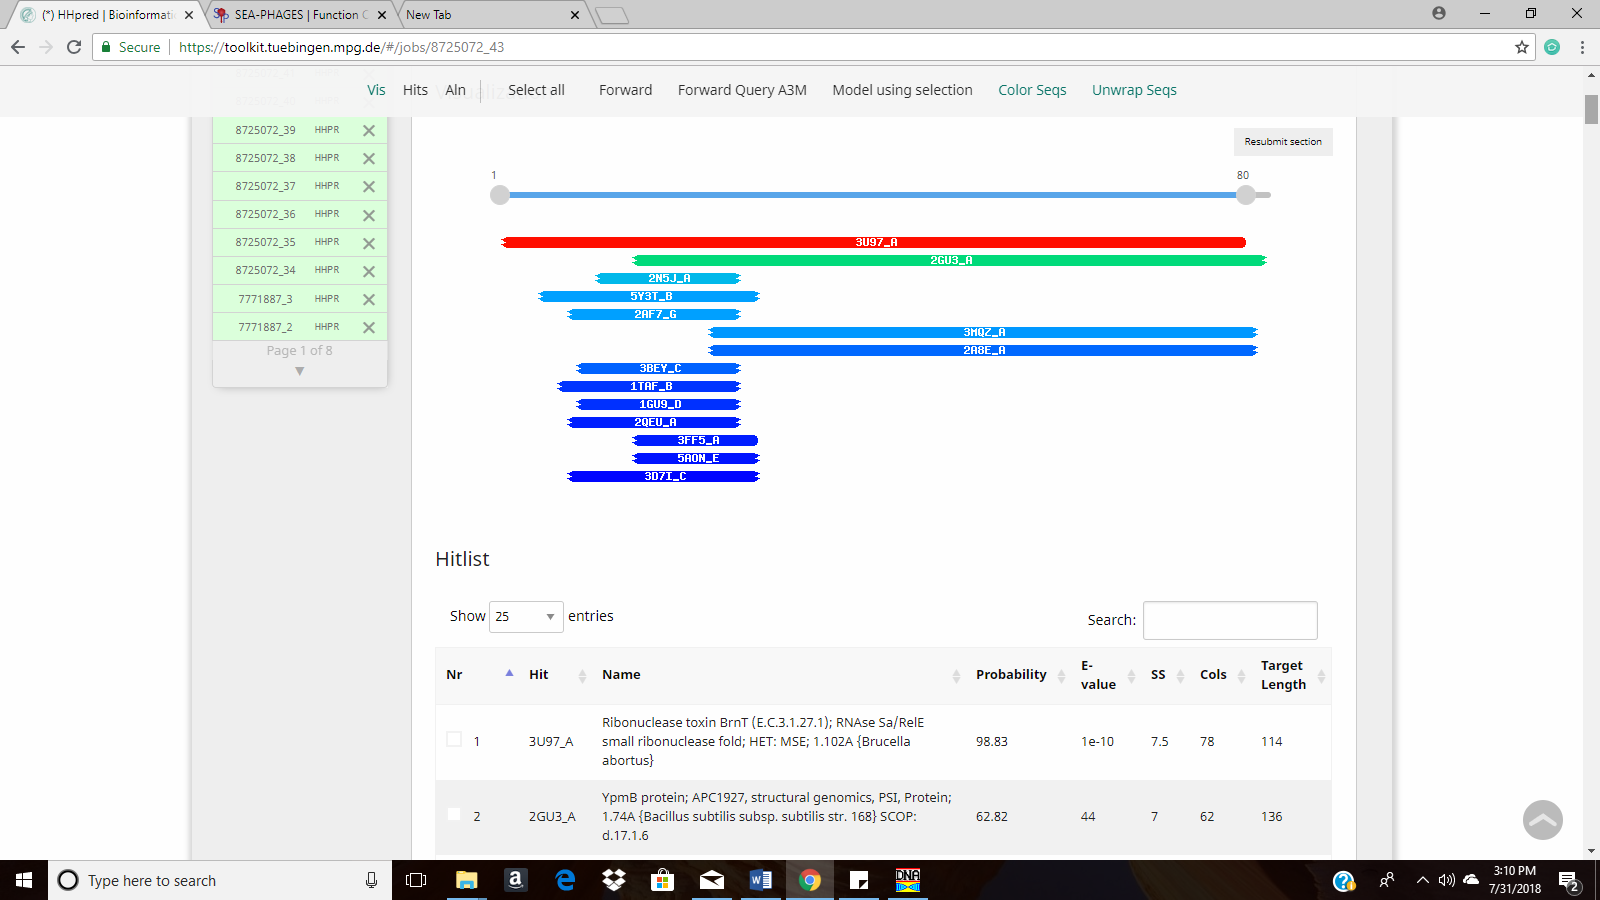 (*) HHpred | Bioinformati
SEA-PHAGES | Function
New Tab
Secure
https://toolkit.tuebingen.mpg.de/#/jobs/8725072_43
Vis Hits Aln Select all Forward Forward Query A3M Model using selection Color Seqs Unwrap Seqs
8725072_39 HHPR
8725072_38 HHPR
8725072_37 HHPR
8725072_36 HHPR
8725072_35 HHPR
8725072_34 HHPR
7771887_3 HHPR
7771887_2 HHPR
Page 1 of 8
Resubmit section
1 80
3U97_A
2GU3_A
2N5J_A
5Y3T_B
2AF7_G
3MQZ_A
2A8E_A
3BEY_C
1TAF_B
1GU9_D
2QEU_A
3FF5_A
5AON_E
3D7I_C
Hitlist
Show 25 entries
Search:
Nr Hit Name Probability E-value SS Cols Target Length
1 3U97_A Ribonuclease toxin BrnT (E.C.3.1.27.1); RNAse Sa/RelE
small ribonuclease fold; HET: MSE; 1.102A {Brucella
abortus}
98.83 1e-10 7.5 78 114
2 2GU3_A YpmB protein; APC1927, structural genomics, PSI, Protein;
1.74A {Bacillus subtilis subsp. subtilis str. 168} SCOP:
d.17.1.6
62.82 44 7 62 136
Type here to search
3:10 PM
7/31/2018
2